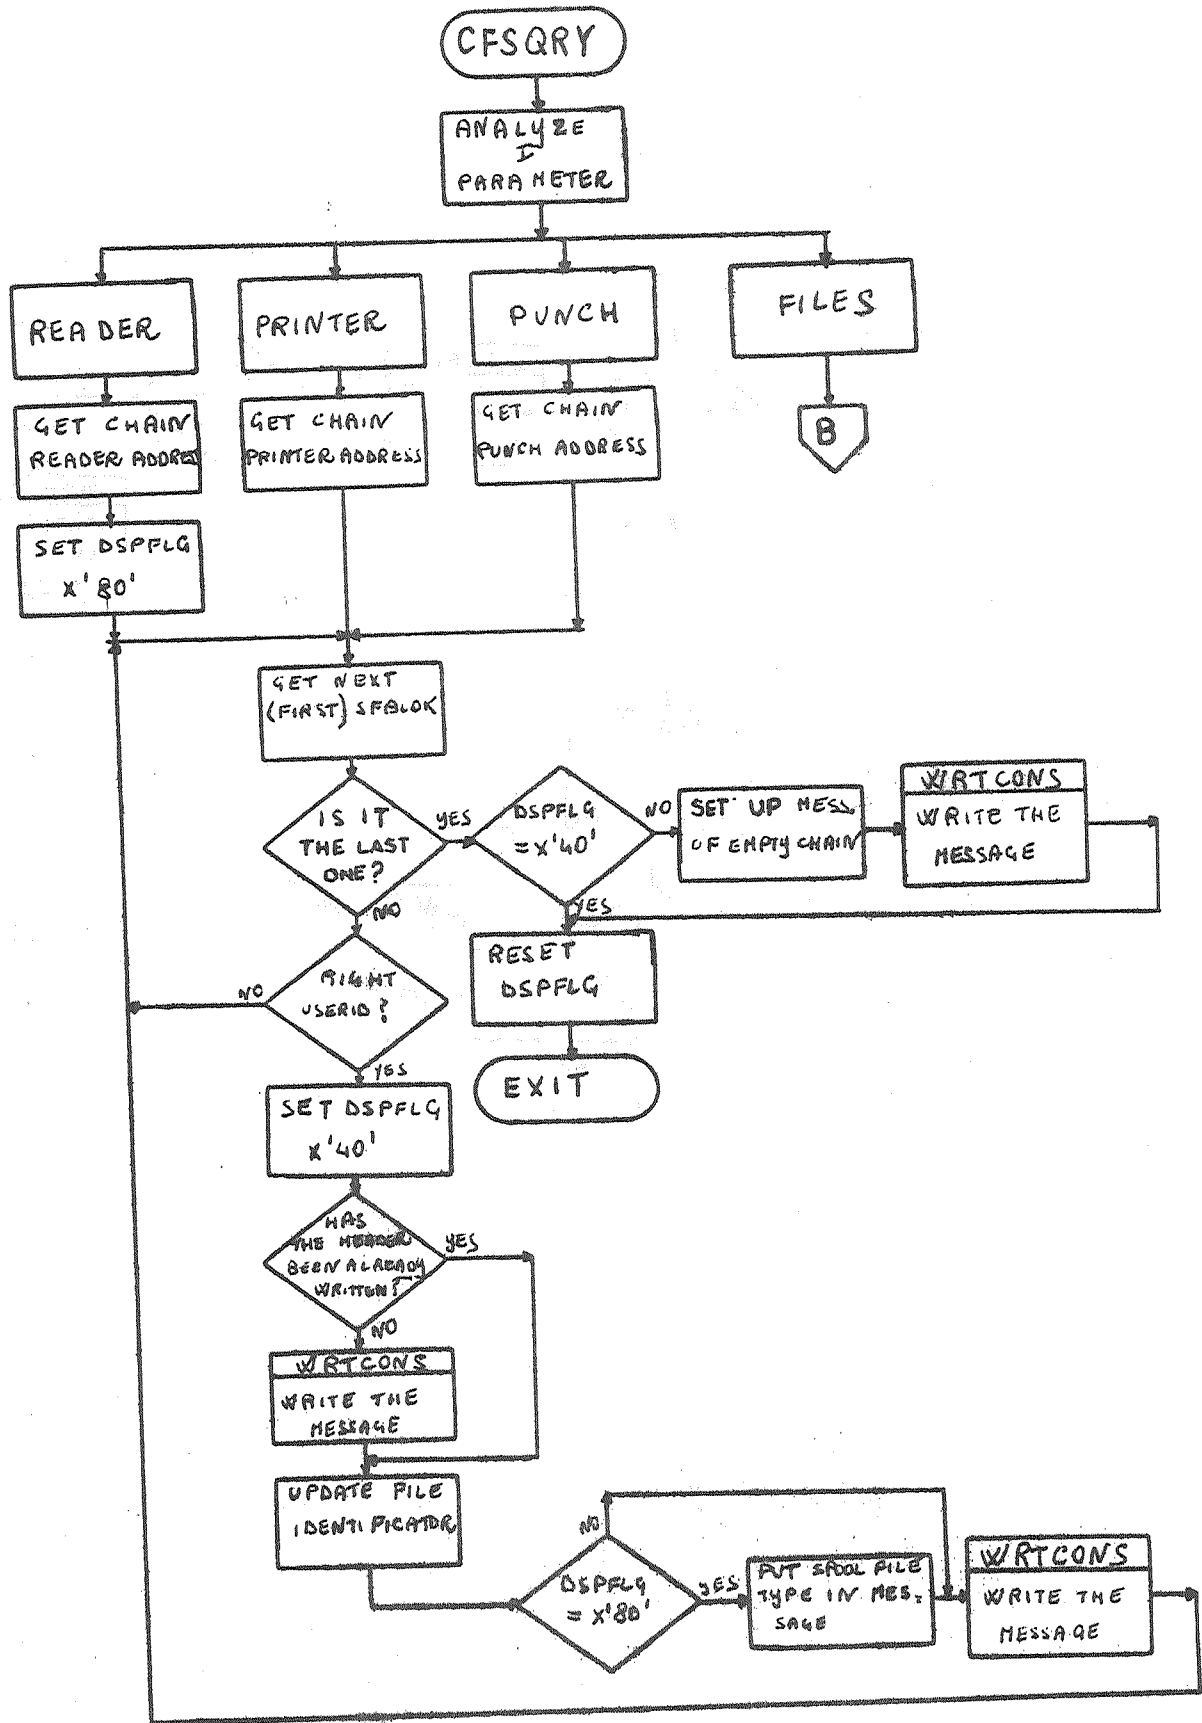 CFSQRY
ANALYZE
I
PARAMETER
READER
PRINTER
PUNCH
FILES
GET CHAIN
READER ADDRES
GET CHAIN
PRINTER ADDRESS
GET CHAIN
PUNCH ADDRESS
B
SET DSPFLG
X'80'
GET NEXT
(FIRST) SFBLOK
IS IT
THE LAST
ONE?
YES
NO
DSPFLG
=X'40'
NO
YES
SET UP MESS.
OF EMPTY CHAIN
WRTCONS
WRITE THE
MESSAGE
RESET
DSPFLG
EXIT
RIGHT
USERID?
NO
YES
SET DSPFLG
X'40'
HAS
THE HEADER
BEEN ALREADY
WRITTEN?
YES
NO
WRTCONS
WRITE THE
MESSAGE
UPDATE FILE
IDENTIFICATOR
DSPFLG
= X'80'
NO
YES
PUT SPOOL FILE
TYPE IN MES.
SAGE
WRTCONS
WRITE THE
MESSAGE